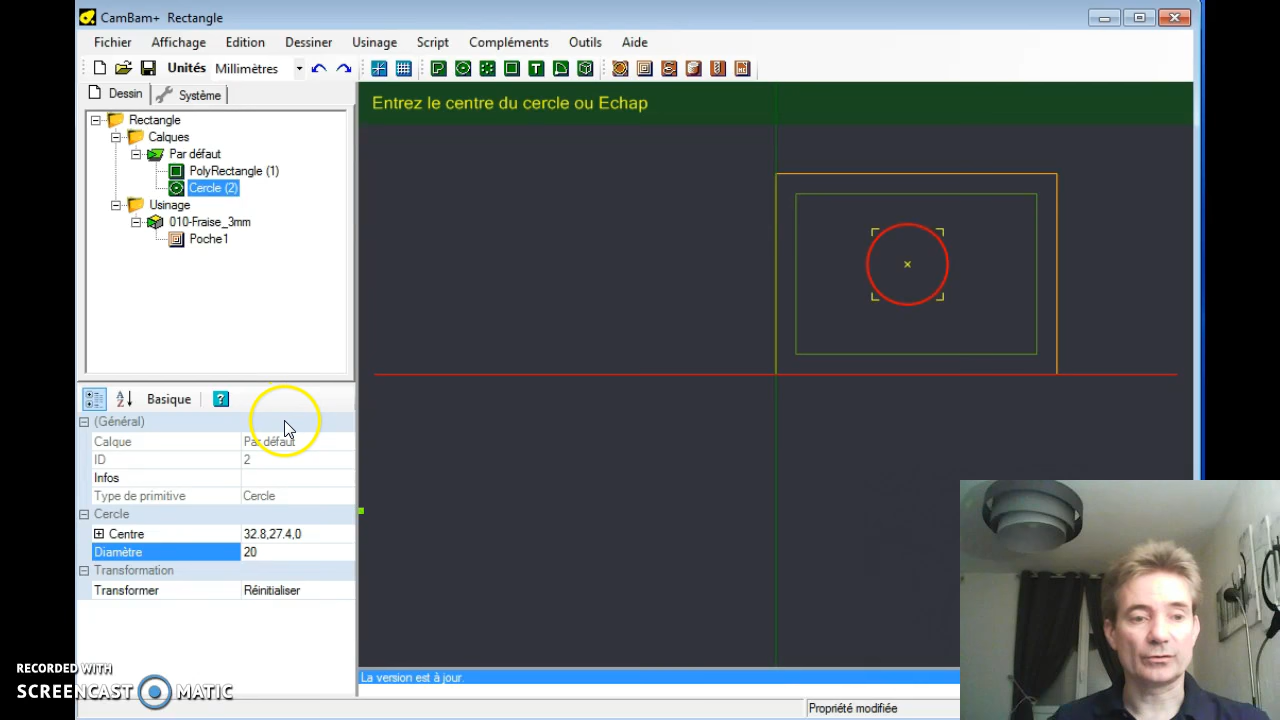 CamBam+ Rectangle
Fichier Affichage Edition Dessiner Usinage Script Compléments Outils Aide
Unités Millimètres
Dessin Système
Entrez le centre du cercle ou Echap
Rectangle
Calques
Par défaut
PolyRectangle (1)
Cercle (2)
Usinage
010-Fraise_3mm
Poche1
Basique
(Général)
Calque Par défaut
ID 2
Infos
Type de primitive Cercle
Cercle
Centre 32.8,27.4,0
Diamètre 20
Transformation
Transformer Réinitialiser
La version est à jour.
Propriété modifiée
RECORDED WITH
SCREENCAST MATIC